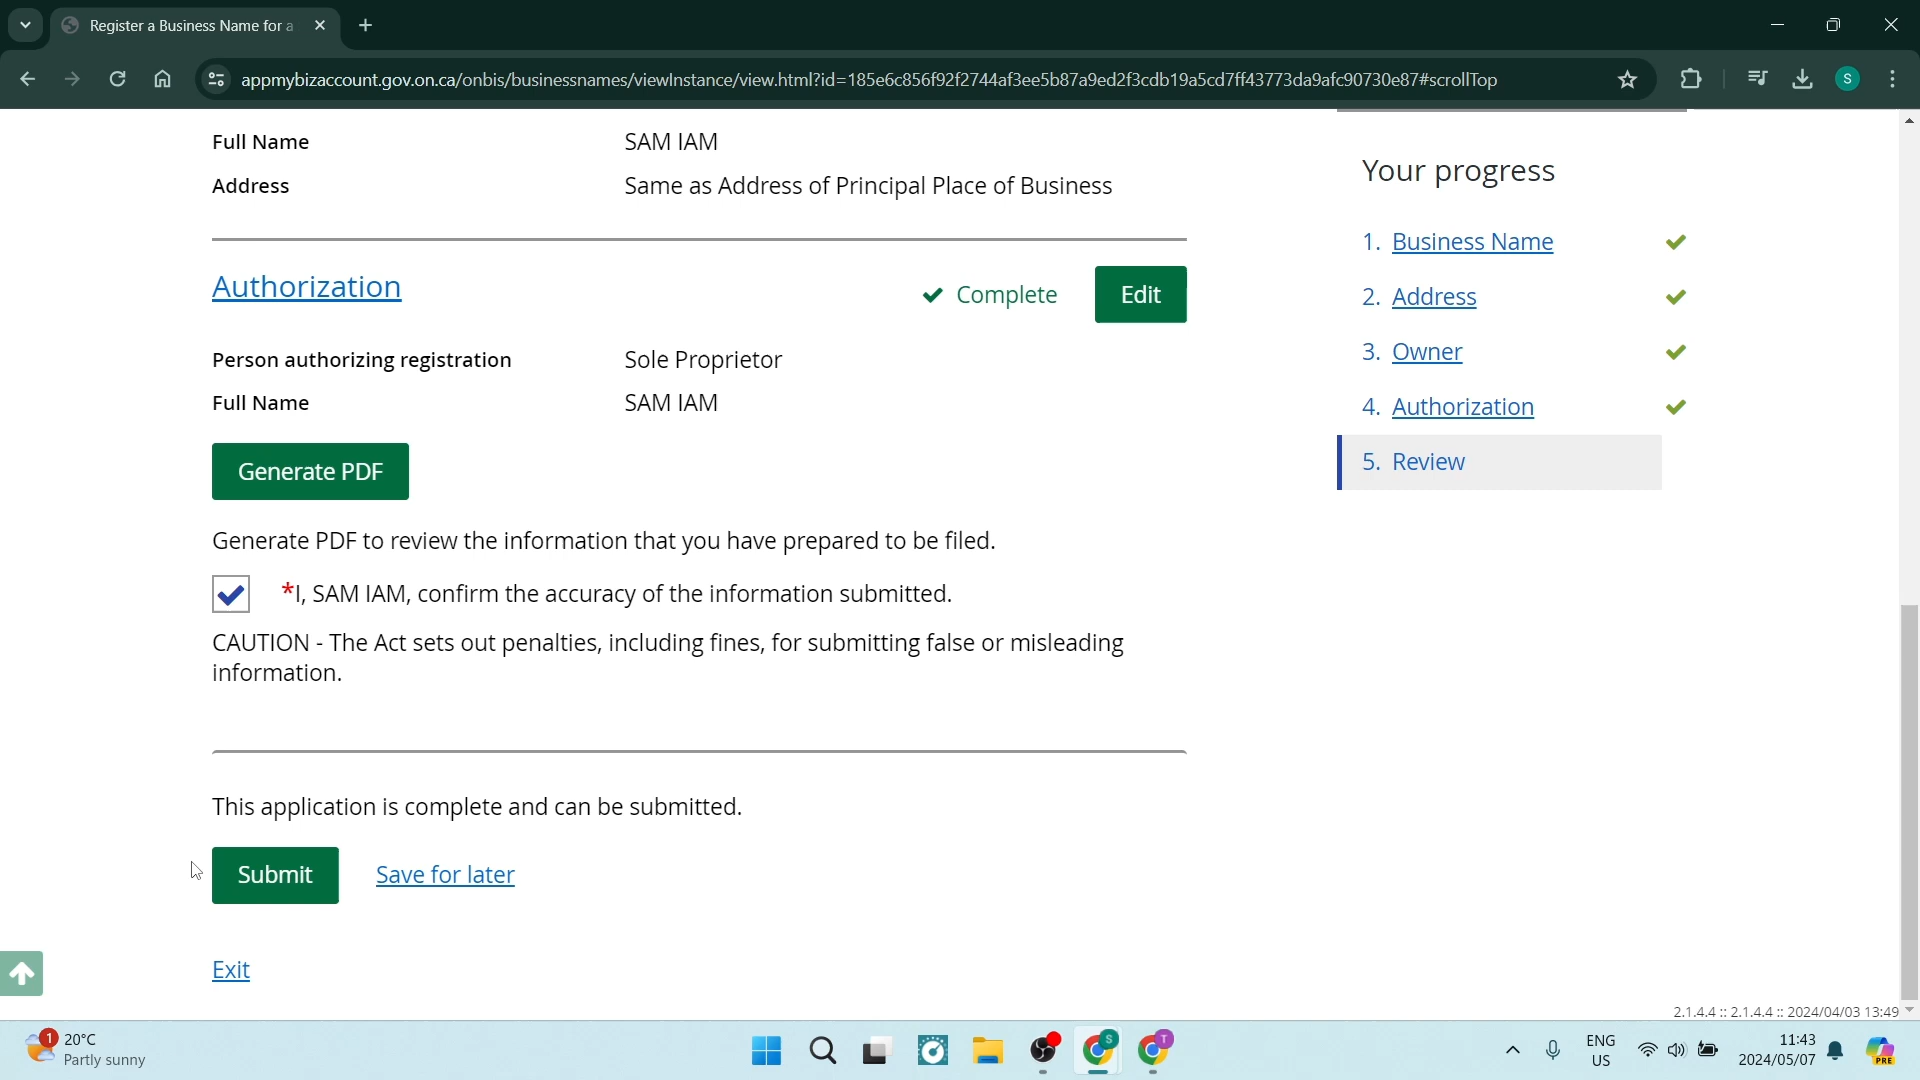 Register a Business Name for a
appmybizaccount.gov.on.ca/onbis/businessnames/viewInstance/view.html?id=185e6c856f92f2744af3ee5b87a9ed2f3cdb19a5cd7ff43773da9afc90730e87#scrollTop
S
Full Name SAM IAM
Address Same as Address of Principal Place of Business
Authorization Complete Edit
Person authorizing registration Sole Proprietor
Full Name SAM IAM
Generate PDF
Generate PDF to review the information that you have prepared to be filed.
*I, SAM IAM, confirm the accuracy of the information submitted.
CAUTION - The Act sets out penalties, including fines, for submitting false or misleading
information.
This application is complete and can be submitted.
Submit Save for later
Exit
Your progress
1. Business Name
2. Address
3. Owner
4. Authorization
5. Review
2.1.4.4 :: 2.1.4.4 :: 2024/04/03 13:49
1
20°C
Partly sunny
S
T
ENG
US
11:43
2024/05/07
PRE